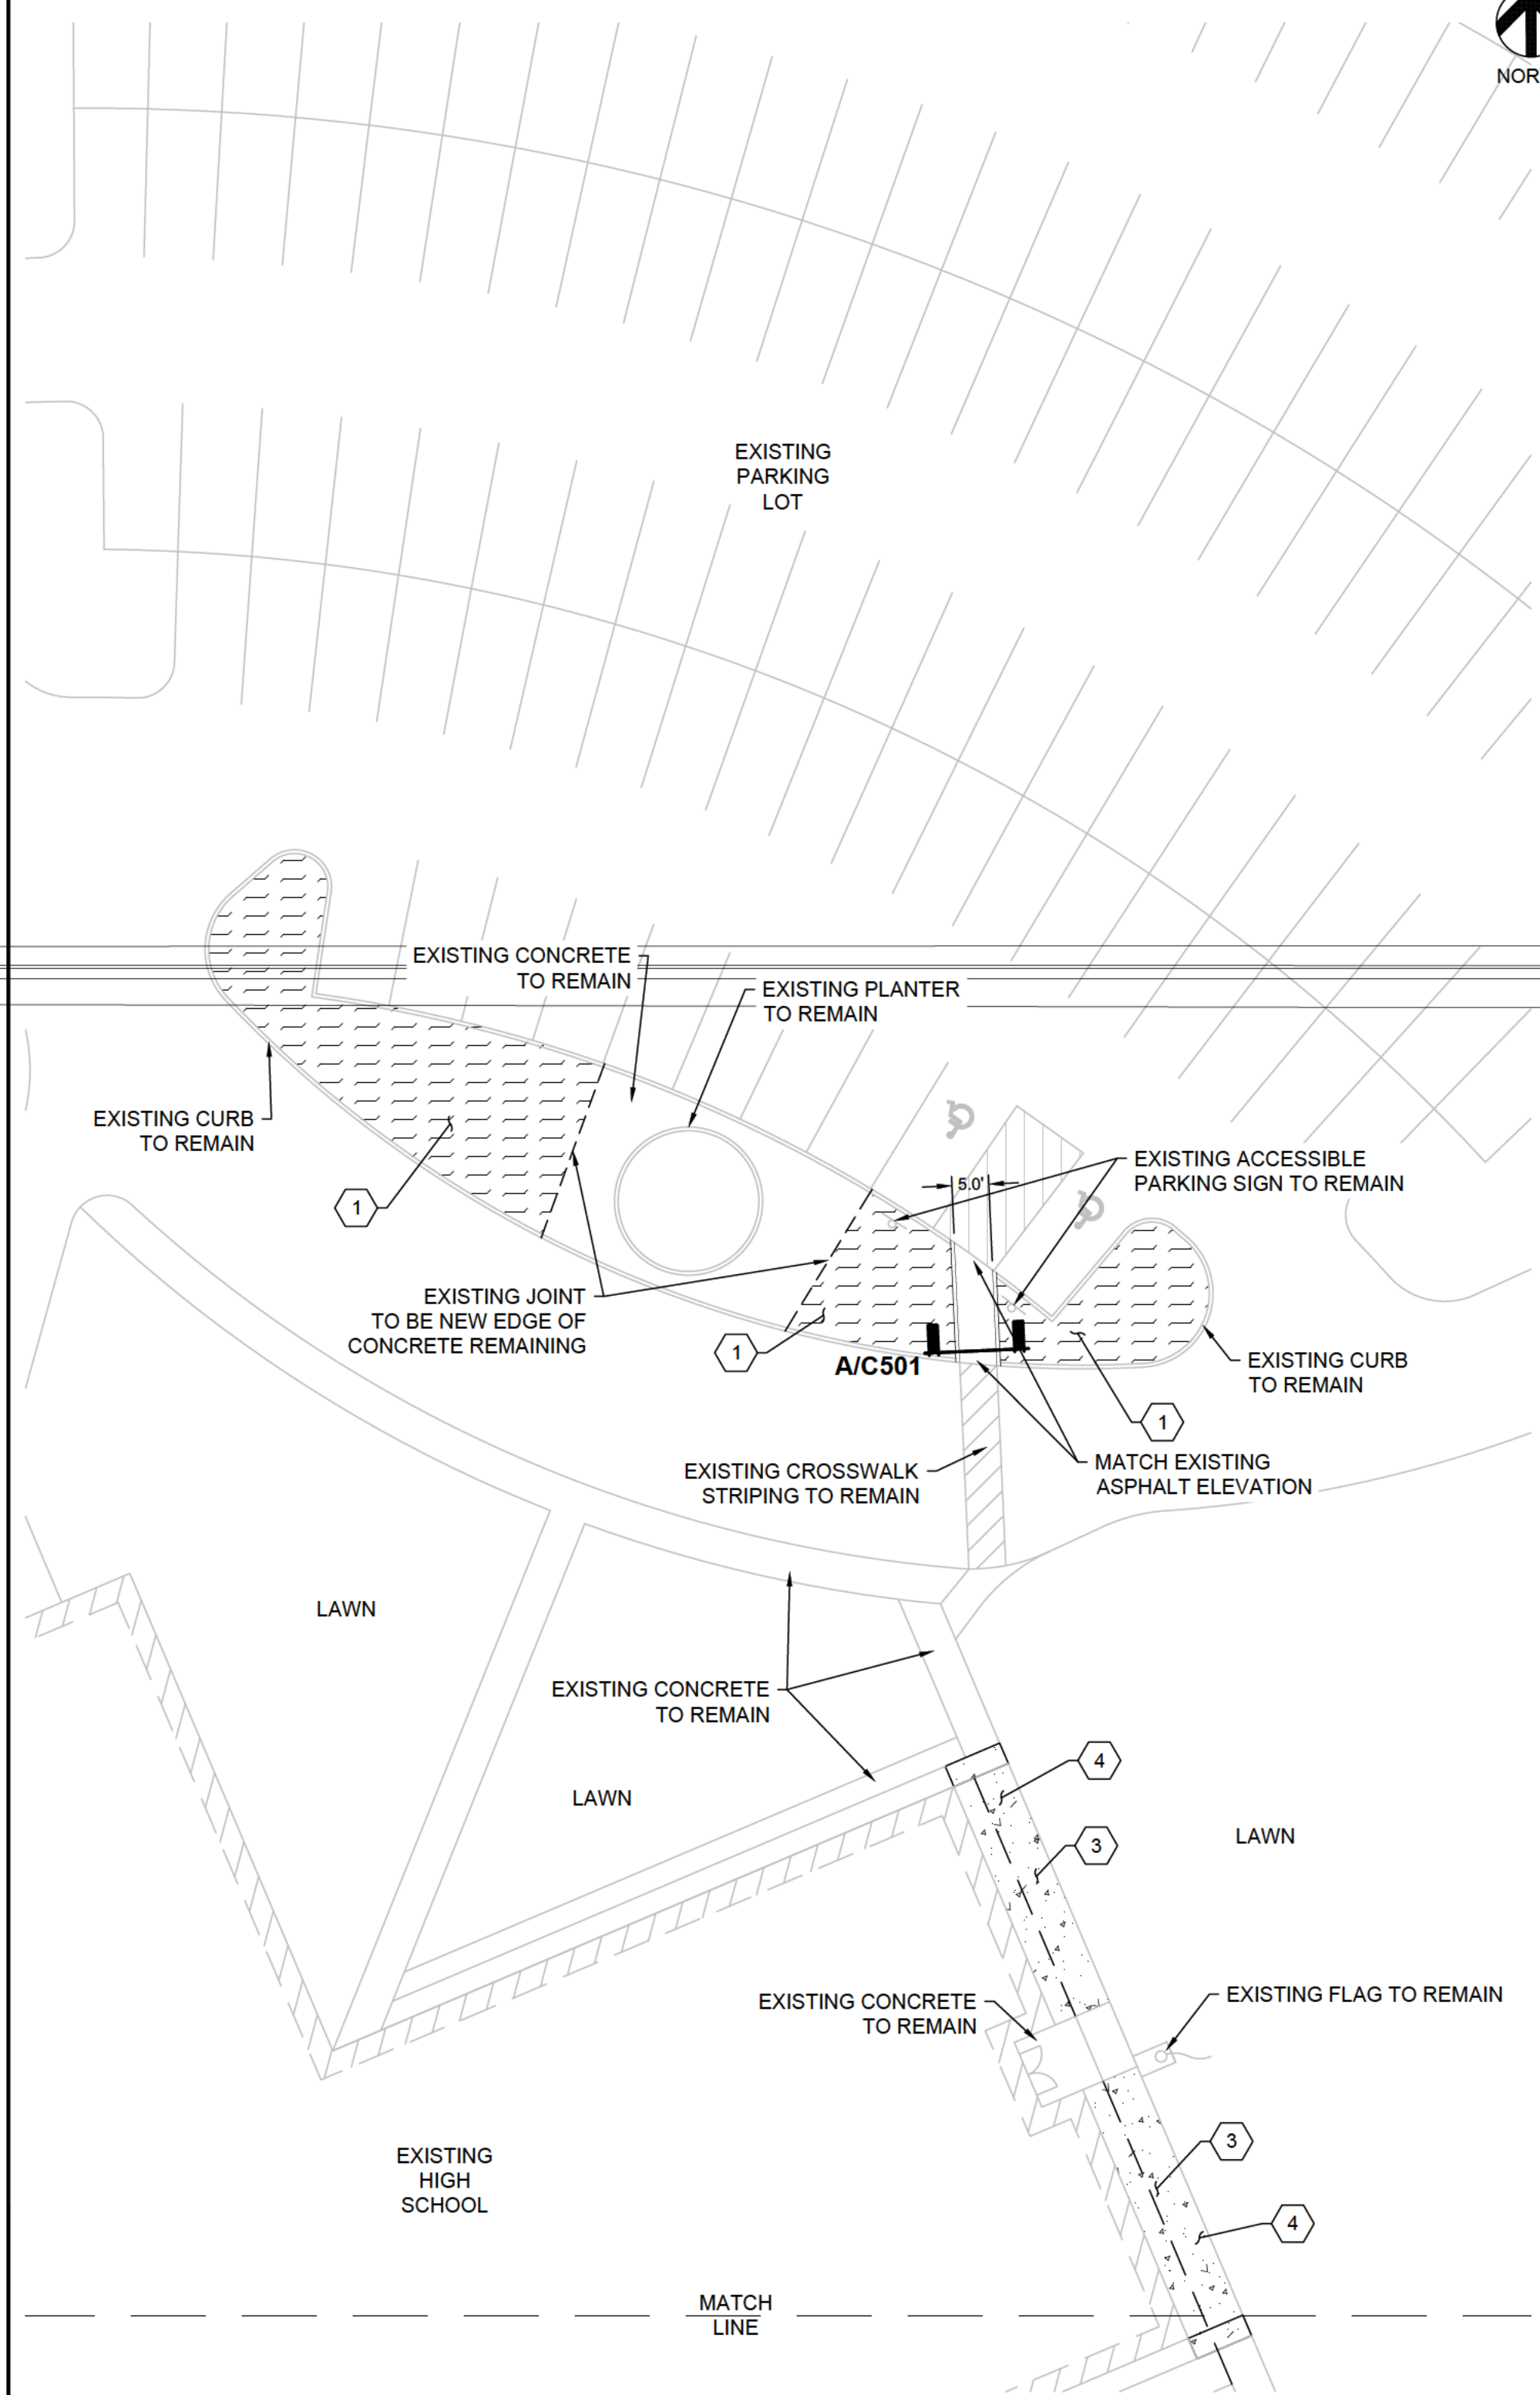 NOR
EXISTING
PARKING
LOT
EXISTING CONCRETE
TO REMAIN
EXISTING PLANTER
TO REMAIN
EXISTING CURB
TO REMAIN
1
5.0'
EXISTING ACCESSIBLE
PARKING SIGN TO REMAIN
EXISTING JOINT
TO BE NEW EDGE OF
CONCRETE REMAINING
1
A/C501
EXISTING CURB
TO REMAIN
1
EXISTING CROSSWALK
STRIPING TO REMAIN
MATCH EXISTING
ASPHALT ELEVATION
LAWN
EXISTING CONCRETE
TO REMAIN
4
LAWN
3
LAWN
EXISTING CONCRETE
TO REMAIN
EXISTING FLAG TO REMAIN
3
EXISTING
HIGH
SCHOOL
4
MATCH
LINE